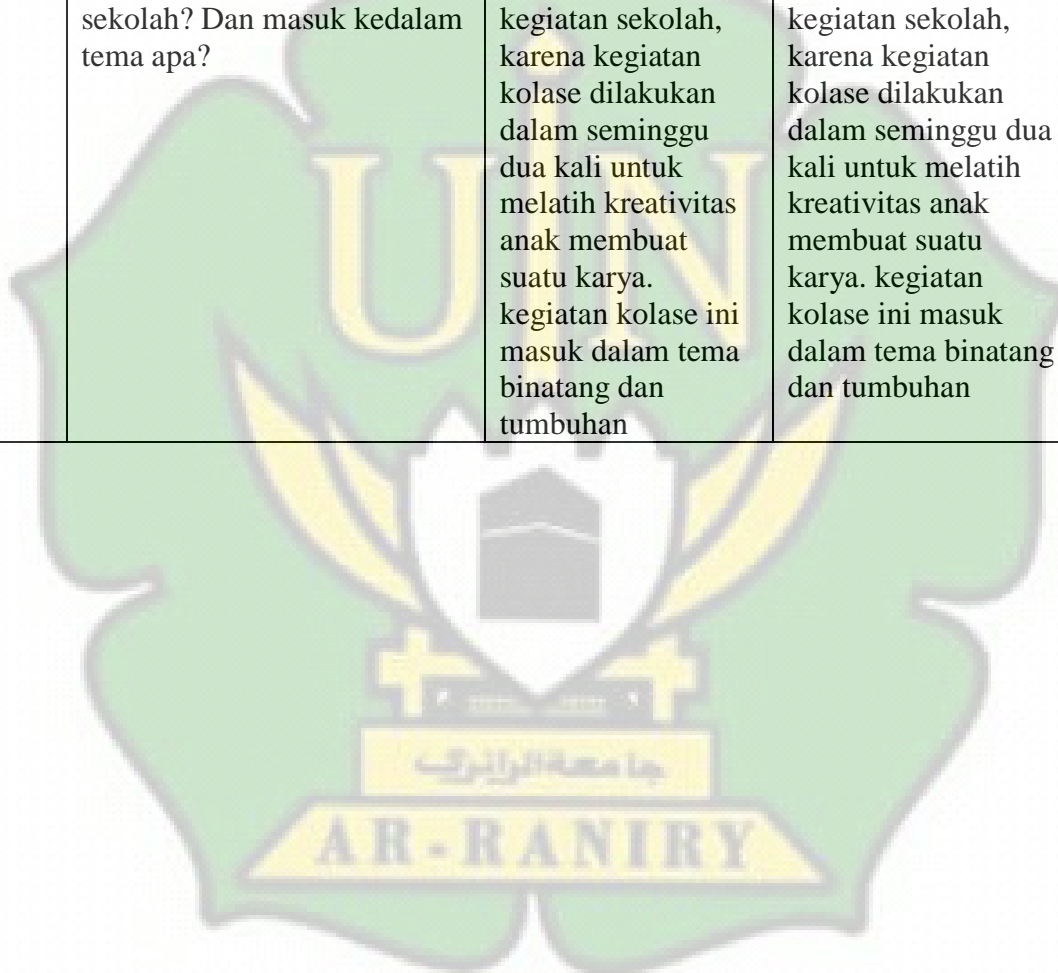 sekolah? Dan masuk kedalam
tema apa?
kegiatan sekolah,
karena kegiatan
kolase dilakukan
dalam seminggu
dua kali untuk
melatih kreativitas
anak membuat
suatu karya.
kegiatan kolase ini
masuk dalam tema
binatang dan
tumbuhan
kegiatan sekolah,
karena kegiatan
kolase dilakukan
dalam seminggu dua
kali untuk melatih
kreativitas anak
membuat suatu
karya. kegiatan
kolase ini masuk
dalam tema binatang
dan tumbuhan
UIN
جامعة الرانري
AR-RANIRY